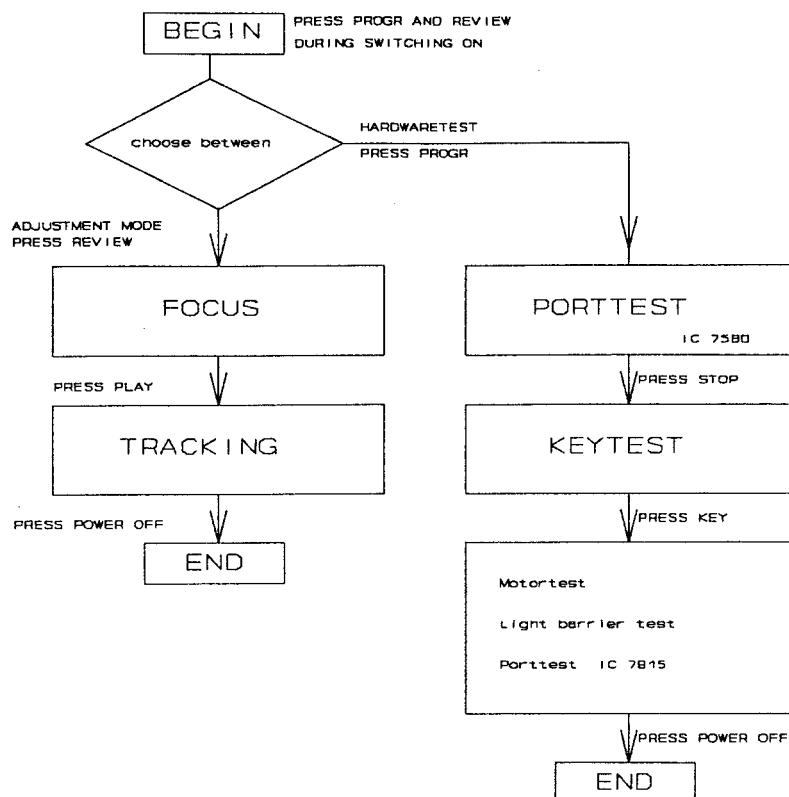 BEGIN
PRESS PROGR AND REVIEW
DURING SWITCHING ON
choose between
HARDWARETEST
PRESS PROGR
ADJUSTMENT MODE
PRESS REVIEW
FOCUS
PORTTEST
IC 7580
PRESS PLAY
PRESS STOP
TRACKING
KEYTEST
PRESS POWER OFF
PRESS KEY
END
Motortest
Light barrier test
Porttest IC 7815
PRESS POWER OFF
END